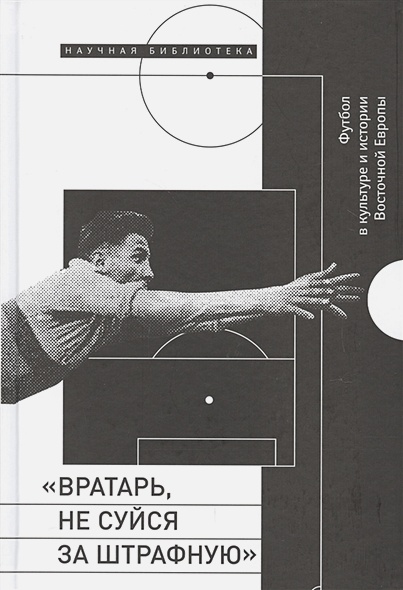 НАУЧНАЯ БИБЛИОТЕКА
Футбол
в культуре и истории
Восточной Европы
«ВРАТАРЬ,
НЕ СУЙСЯ
ЗА ШТРАФНУЮ»